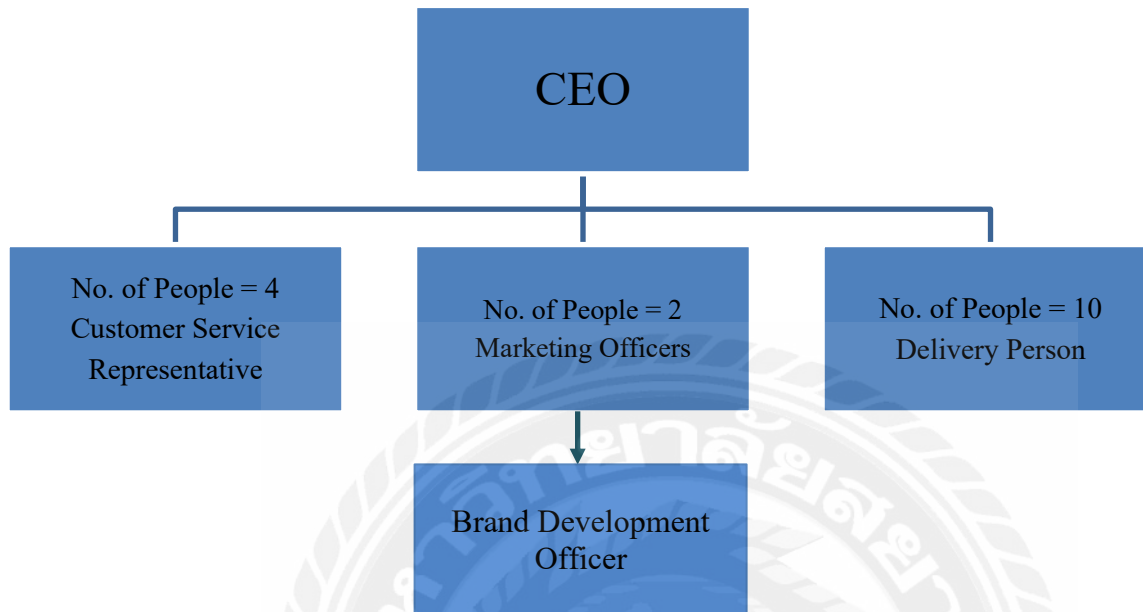 CEO
No. of People = 4
Customer Service
Representative
No. of People = 2
Marketing Officers
No. of People = 10
Delivery Person
Brand Development
Officer